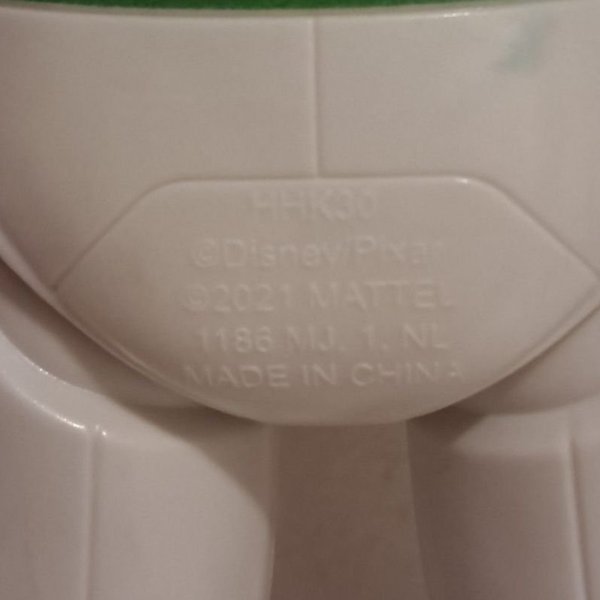 HHK30
©Disney/Pixar
©2021 MATTEL
1186 MJ. 1. NL
MADE IN CHINA